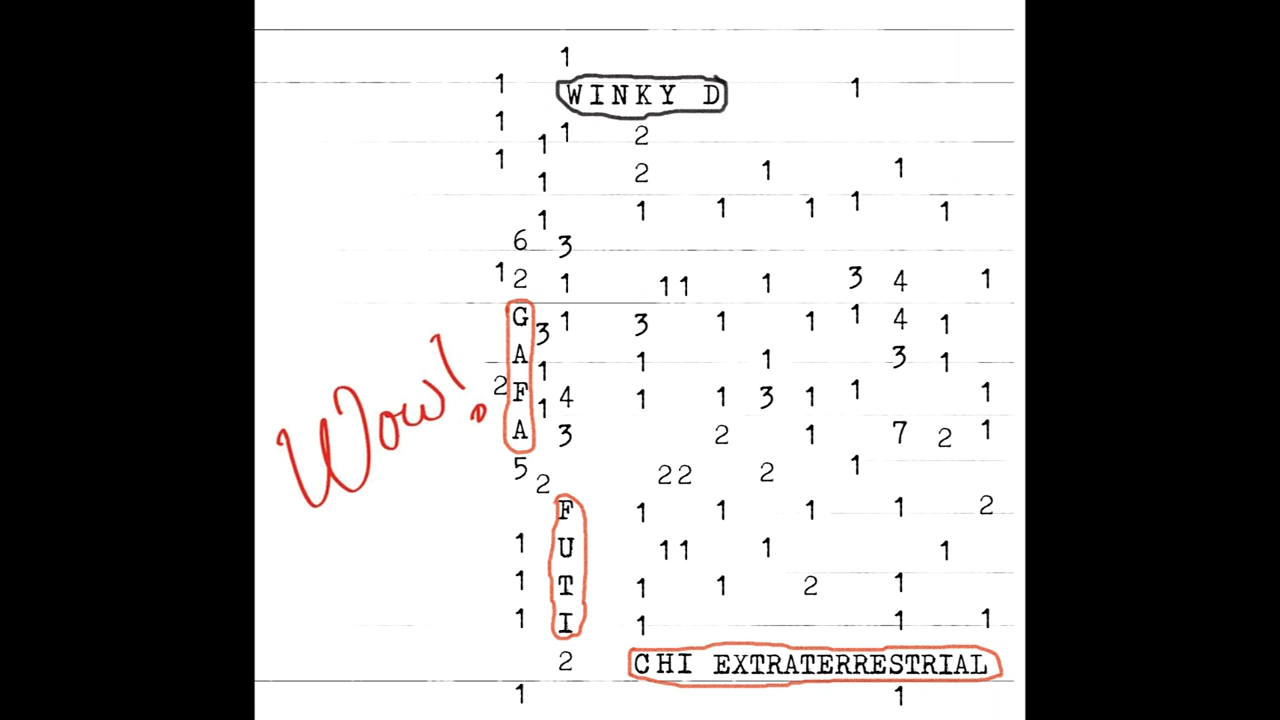 1
1 1
WINKY D
1
1 1 2
1 1 1
1 2
1 1 1 1 1 1
6 3
1 2 1 11 1 3 4 1
G 3 1 3 1 1 1 4 1
A 1 1 1 3 1
2 F 1 4 1 1 3 1 1 1
A 3 2 1 7 2 1
5 2 22 2 1
F 1 1 1 1 2
1 U 11 1 1
1 T 1 1 2 1
1 I 1 1 1
2 CHI EXTRATERRESTRIAL
1 1
Wow!